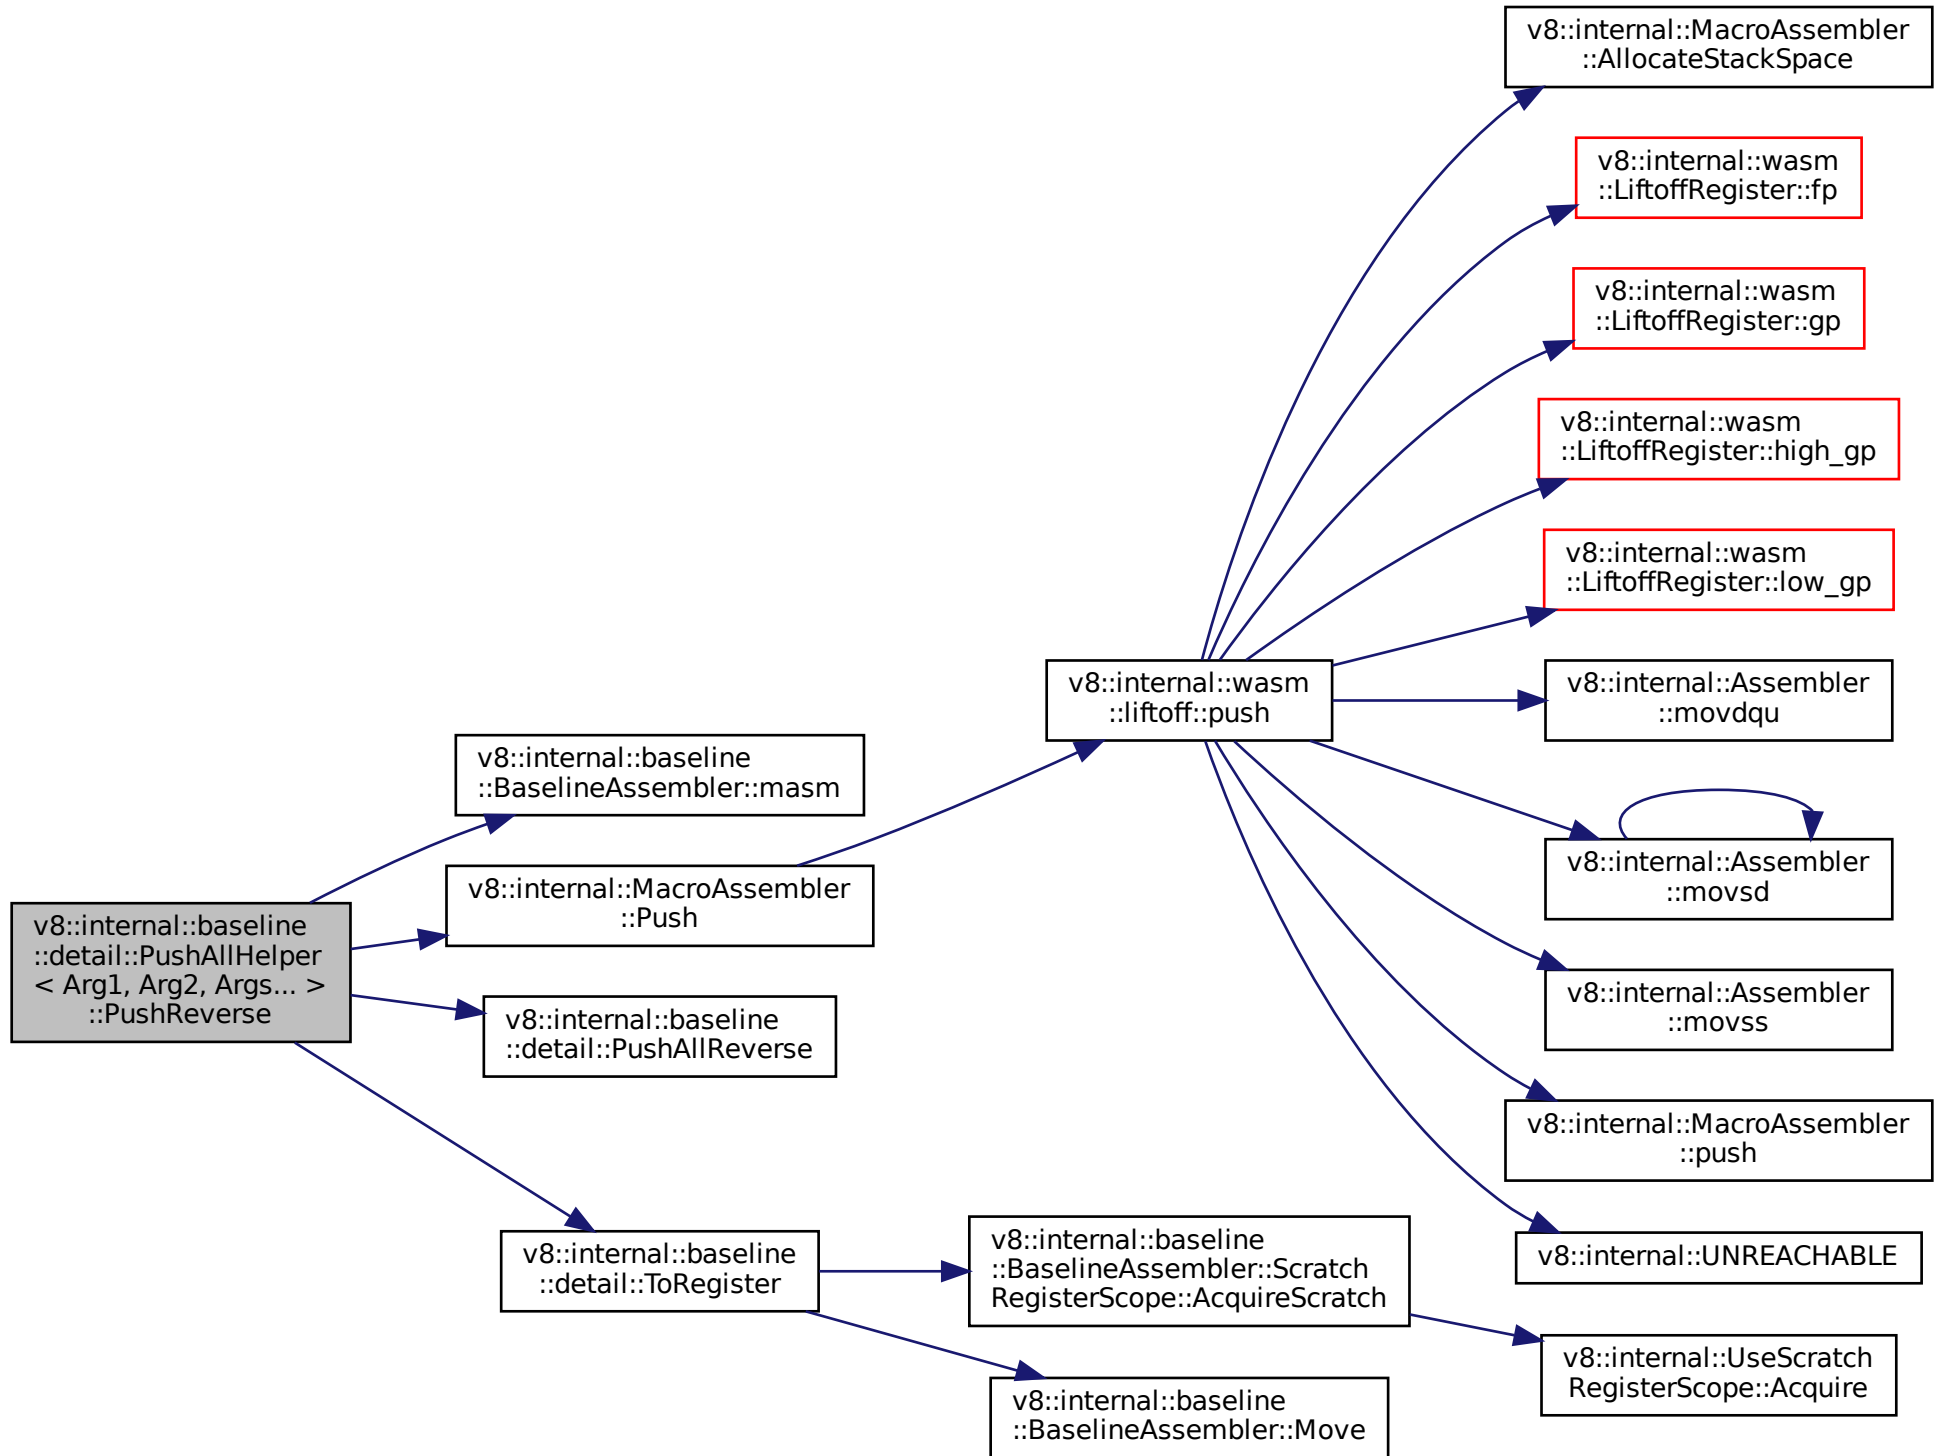 v8::internal::MacroAssembler
::AllocateStackSpace
v8::internal::wasm
::LiftoffRegister::fp
v8::internal::wasm
::LiftoffRegister::gp
v8::internal::wasm
::LiftoffRegister::high_gp
v8::internal::wasm
::LiftoffRegister::low_gp
v8::internal::wasm
::liftoff::push
v8::internal::Assembler
::movdqu
v8::internal::baseline
::BaselineAssembler::masm
v8::internal::Assembler
::movsd
v8::internal::MacroAssembler
::Push
v8::internal::baseline
::detail::PushAllHelper
< Arg1, Arg2, Args... >
::PushReverse
v8::internal::Assembler
::movss
v8::internal::baseline
::detail::PushAllReverse
v8::internal::MacroAssembler
::push
v8::internal::baseline
::detail::ToRegister
v8::internal::baseline
::BaselineAssembler::Scratch
RegisterScope::AcquireScratch
v8::internal::UNREACHABLE
v8::internal::UseScratch
RegisterScope::Acquire
v8::internal::baseline
::BaselineAssembler::Move